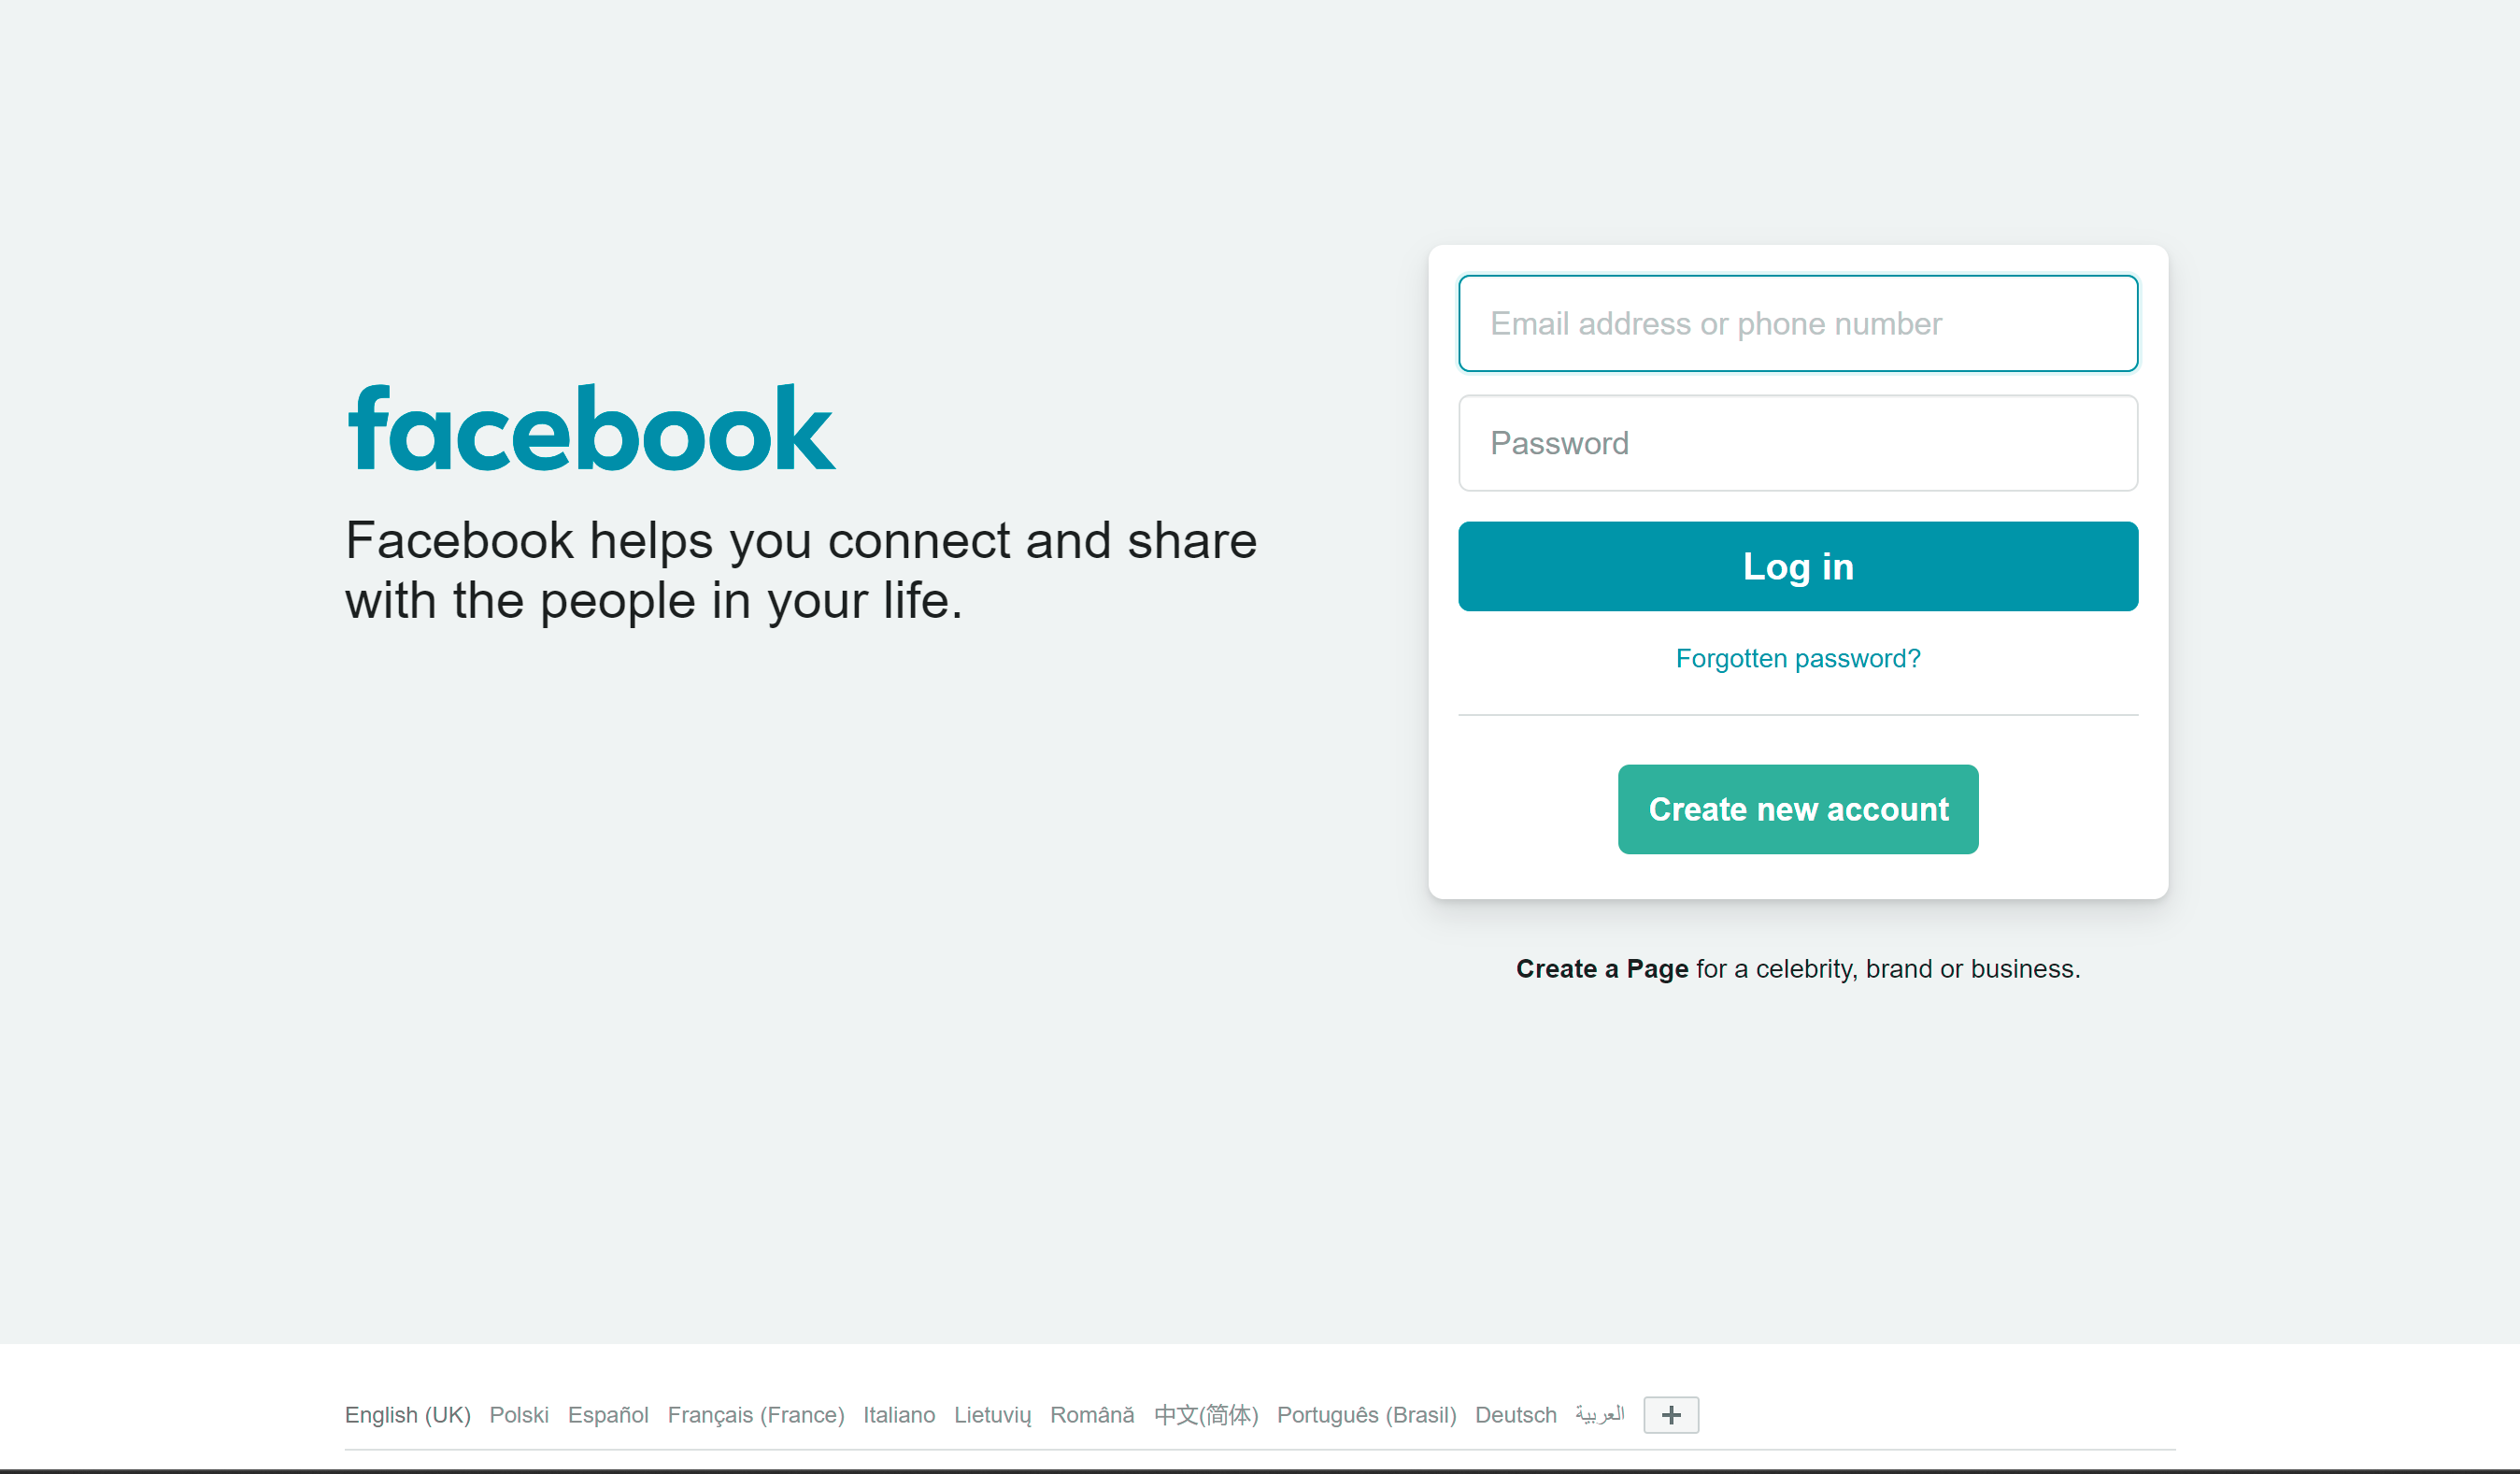 facebook
Facebook helps you connect and share
with the people in your life.
Email address or phone number
Password
Log in
Forgotten password?
Create new account
Create a Page for a celebrity, brand or business.
English (UK) Polski Español Français (France) Italiano Lietuvių Română 中文(简体) Português (Brasil) Deutsch العربية